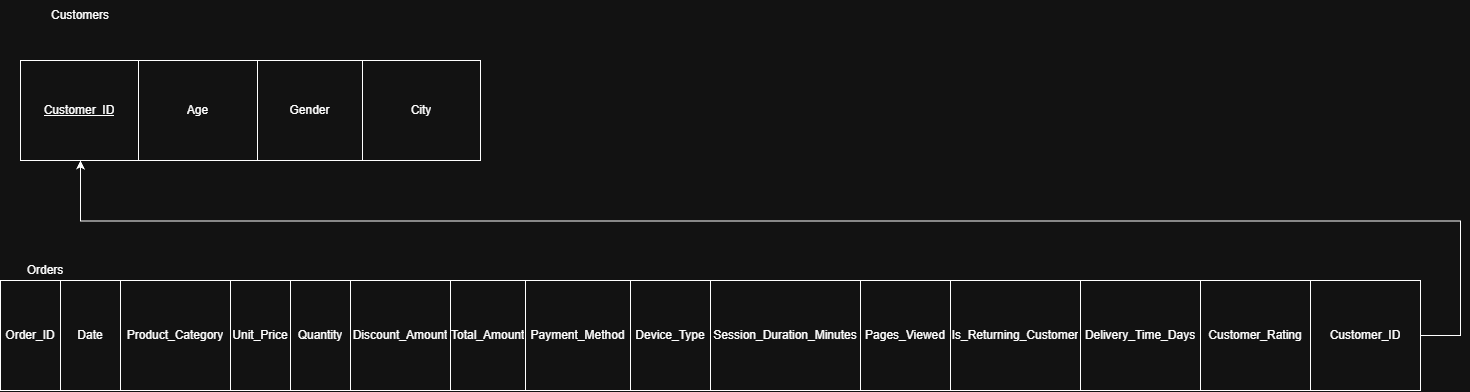 Customers
Customer_ID Age Gender City
Orders
Order_ID Date Product_Category Unit_Price Quantity Discount_Amount Total_Amount Payment_Method Device_Type Session_Duration_Minutes Pages_Viewed Is_Returning_Customer Delivery_Time_Days Customer_Rating Customer_ID